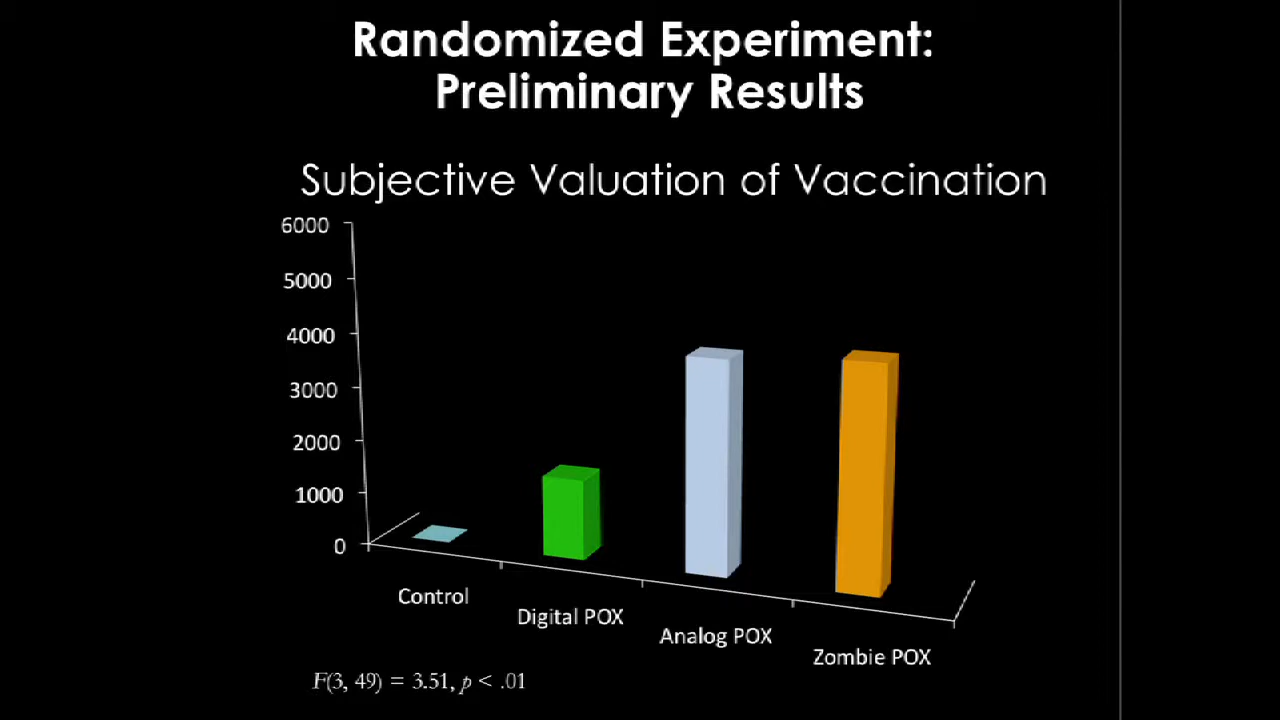 Randomized Experiment:
Preliminary Results
Subjective Valuation of Vaccination
6000
5000
4000
3000
2000
1000
0
Control
Digital POX
Analog POX
Zombie POX
F(3, 49) = 3.51, p < .01